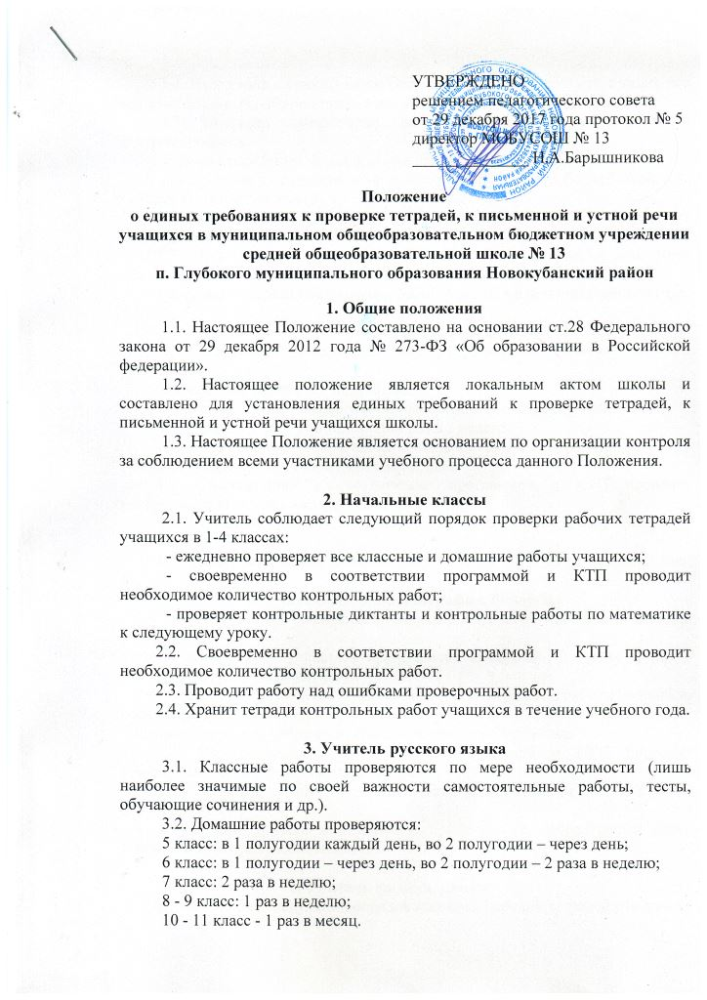 УТВЕРЖДЕНО
решением педагогического совета
от 29 декабря 2017 года протокол № 5
директор МОБУСОШ № 13
Н.А.Барышникова
Положение
о единых требованиях к проверке тетрадей, к письменной и устной речи
учащихся в муниципальном общеобразовательном бюджетном учреждении
средней общеобразовательной школе № 13
п. Глубокого муниципального образования Новокубанский район
1. Общие положения
1.1. Настоящее Положение составлено на основании ст.28 Федерального
закона от 29 декабря 2012 года № 273-ФЗ «Об образовании в Российской
федерации».
1.2. Настоящее положение является локальным актом школы и
составлено для установления единых требований к проверке тетрадей, к
письменной и устной речи учащихся школы.
1.3. Настоящее Положение является основанием по организации контроля
за соблюдением всеми участниками учебного процесса данного Положения.
2. Начальные классы
2.1. Учитель соблюдает следующий порядок проверки рабочих тетрадей
учащихся в 1-4 классах:
- ежедневно проверяет все классные и домашние работы учащихся;
- своевременно в соответствии программой и КТП проводит
необходимое количество контрольных работ;
- проверяет контрольные диктанты и контрольные работы по математике
к следующему уроку.
2.2. Своевременно в соответствии программой и КТП проводит
необходимое количество контрольных работ.
2.3. Проводит работу над ошибками проверочных работ.
2.4. Хранит тетради контрольных работ учащихся в течение учебного года.
3. Учитель русского языка
3.1. Классные работы проверяются по мере необходимости (лишь
наиболее значимые по своей важности самостоятельные работы, тесты,
обучающие сочинения и др.).
3.2. Домашние работы проверяются:
5 класс: в 1 полугодии каждый день, во 2 полугодии – через день;
6 класс: в 1 полугодии – через день, во 2 полугодии – 2 раза в неделю;
7 класс: 2 раза в неделю;
8 - 9 класс: 1 раз в неделю;
10 - 11 класс - 1 раз в месяц.